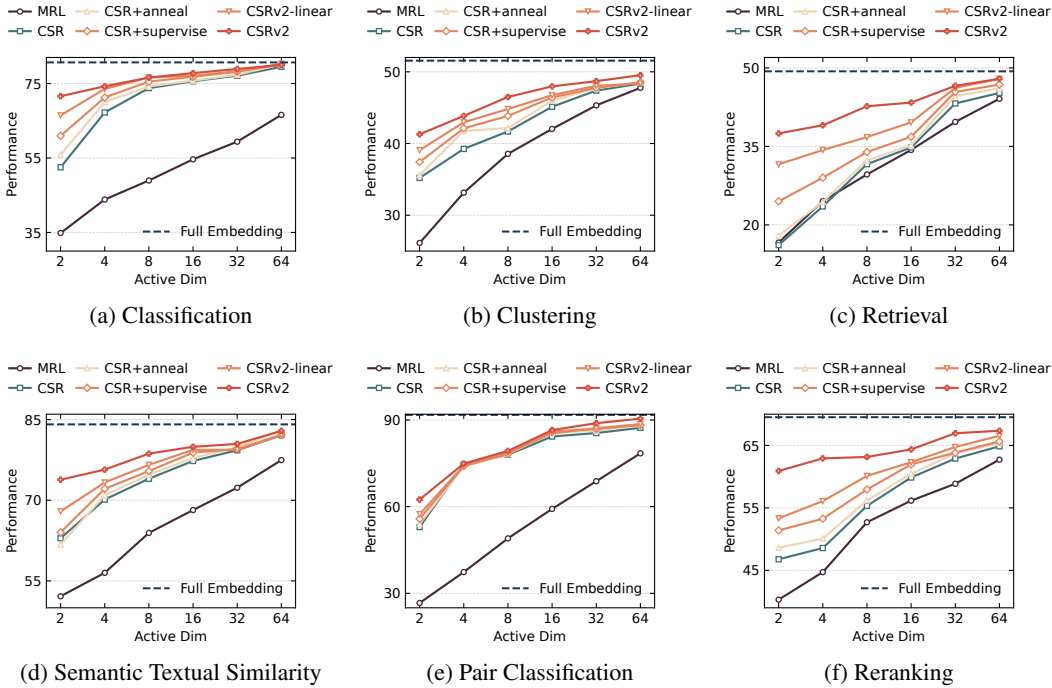 MRL CSR+anneal CSRv2-linear
CSR CSR+supervise CSRv2
75
55
35
Performance
Full Embedding
2 4 8 16 32 64
Active Dim
(a) Classification
MRL CSR+anneal CSRv2-linear
CSR CSR+supervise CSRv2
50
40
30
Performance
Full Embedding
2 4 8 16 32 64
Active Dim
(b) Clustering
MRL CSR+anneal CSRv2-linear
CSR CSR+supervise CSRv2
50
35
20
Performance
Full Embedding
2 4 8 16 32 64
Active Dim
(c) Retrieval
MRL CSR+anneal CSRv2-linear
CSR CSR+supervise CSRv2
85
70
55
Performance
Full Embedding
2 4 8 16 32 64
Active Dim
(d) Semantic Textual Similarity
MRL CSR+anneal CSRv2-linear
CSR CSR+supervise CSRv2
90
60
30
Performance
Full Embedding
2 4 8 16 32 64
Active Dim
(e) Pair Classification
MRL CSR+anneal CSRv2-linear
CSR CSR+supervise CSRv2
65
55
45
Performance
Full Embedding
2 4 8 16 32 64
Active Dim
(f) Reranking